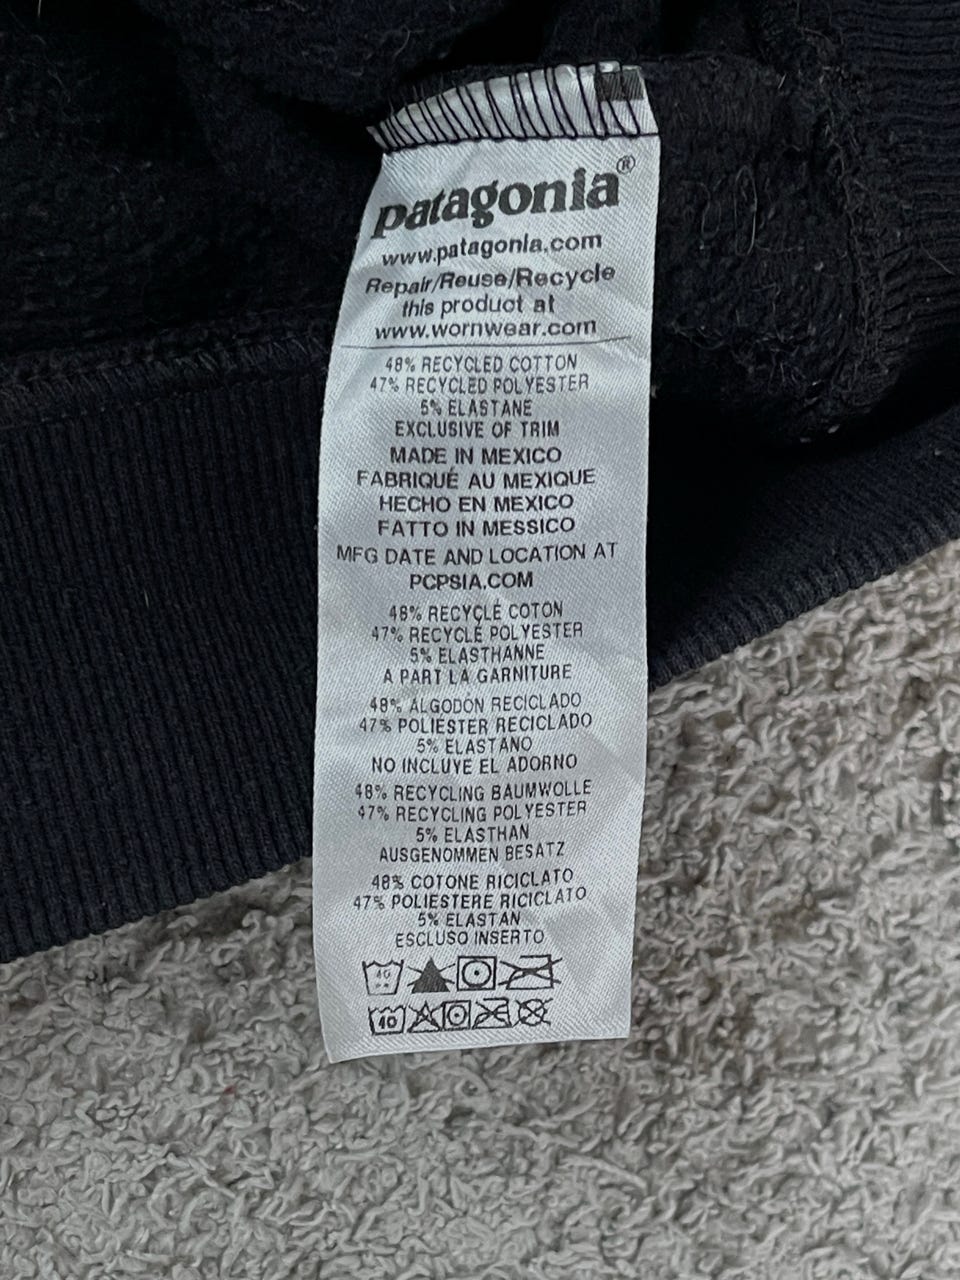 patagonia®
www.patagonia.com
Repair/Reuse/Recycle
this product at
www.wornwear.com
48% RECYCLED COTTON
47% RECYCLED POLYESTER
5% ELASTANE
EXCLUSIVE OF TRIM
MADE IN MEXICO
FABRIQUÉ AU MEXIQUE
HECHO EN MEXICO
FATTO IN MESSICO
MFG DATE AND LOCATION AT
PCPSIA.COM
48% RECYCLÉ COTON
47% RECYCLÉ POLYESTER
5% ELASTHANNE
A PART LA GARNITURE
48% ALGODÓN RECICLADO
47% POLIESTER RECICLADO
5% ELASTANO
NO INCLUYE EL ADORNO
48% RECYCLING BAUMWOLLE
47% RECYCLING POLYESTER
5% ELASTHAN
AUSGENOMMEN BESATZ
48% COTONE RICICLATO
47% POLIESTERE RICICLATO
5% ELASTAN
ESCLUSO INSERTO
40
40